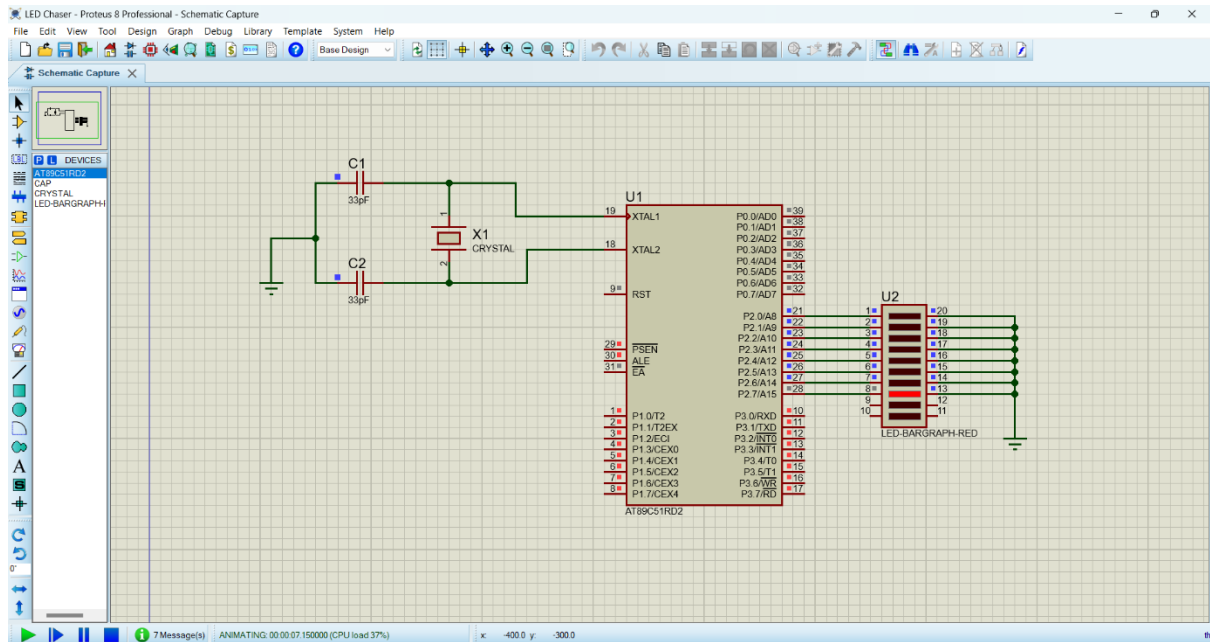 LED Chaser - Proteus 8 Professional - Schematic Capture
File Edit View Tool Design Graph Debug Library Template System Help
Base Design
Schematic Capture
P L DEVICES
AT89C51RD2
CAP
CRYSTAL
LED-BARGRAPH-
C1
33pF
X1
CRYSTAL
1
2
C2
33pF
U1
19 XTAL1
18 XTAL2
9 RST
29 PSEN
30 ALE
31 EA
1 P1.0/T2
2 P1.1/T2EX
3 P1.2/ECI
4 P1.3/CEX0
5 P1.4/CEX1
6 P1.5/CEX2
7 P1.6/CEX3
8 P1.7/CEX4
P0.0/AD0 39
P0.1/AD1 38
P0.2/AD2 37
P0.3/AD3 36
P0.4/AD4 35
P0.5/AD5 34
P0.6/AD6 33
P0.7/AD7 32
P2.0/A8 21
P2.1/A9 22
P2.2/A10 23
P2.3/A11 24
P2.4/A12 25
P2.5/A13 26
P2.6/A14 27
P2.7/A15 28
P3.0/RXD 10
P3.1/TXD 11
P3.2/INT0 12
P3.3/INT1 13
P3.4/T0 14
P3.5/T1 15
P3.6/WR 16
P3.7/RD 17
AT89C51RD2
U2
1 20
2 19
3 18
4 17
5 16
6 15
7 14
8 13
9 12
10 11
LED-BARGRAPH-RED
A
S
0°
7 Message(s)
ANIMATING: 00:00:07.150000 (CPU load 37%)
x: -400.0 y: -300.0
th